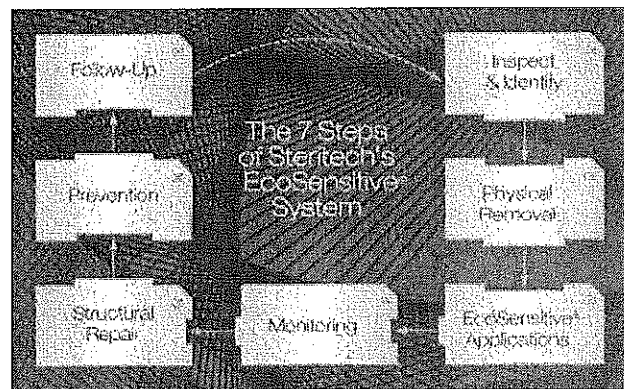 Follow-Up
Inspect
& Identify
The 7 Steps
of Steritech's
EcoSensitive
System
Prevention
Physical
Removal
Structural
Repair
Monitoring
EcoSensitive
Applications